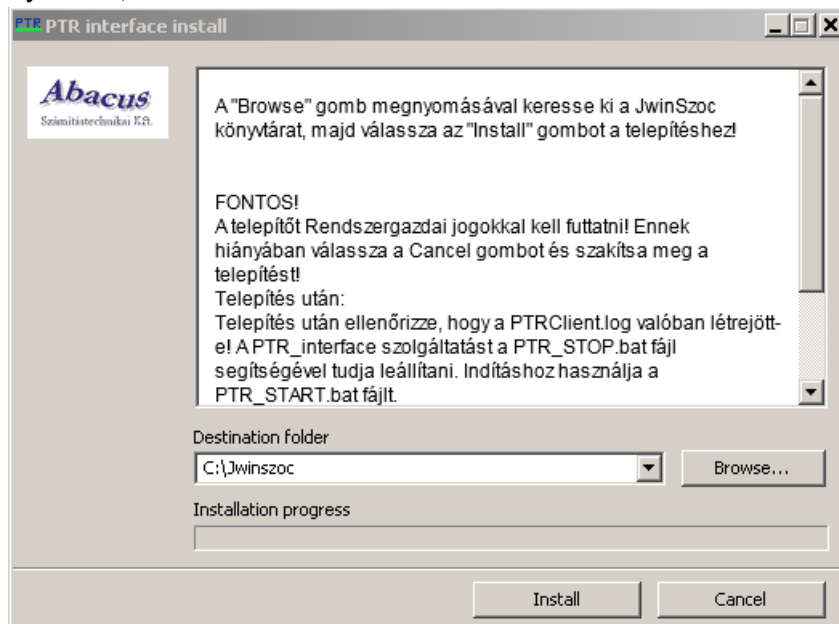 PTR PTR interface install
Abacus
Számítástechnikai Kft.
A "Browse" gomb megnyomásával keresse ki a JwinSzoc
könyvtárat, majd válassza az "Install" gombot a telepítéshez!
FONTOS!
A telepítőt Rendszergazdai jogokkal kell futtatni! Ennek
hiányában válassza a Cancel gombot és szakítsa meg a
telepítést!
Telepítés után:
Telepítés után ellenőrizze, hogy a PTRClient.log valóban létrejött-
e! A PTR_interface szolgáltatást a PTR_STOP.bat fájl
segítségével tudja leállítani. Indításhoz használja a
PTR_START.bat fájlt.
Destination folder
C:\Jwinszoc
Browse...
Installation progress
Install
Cancel